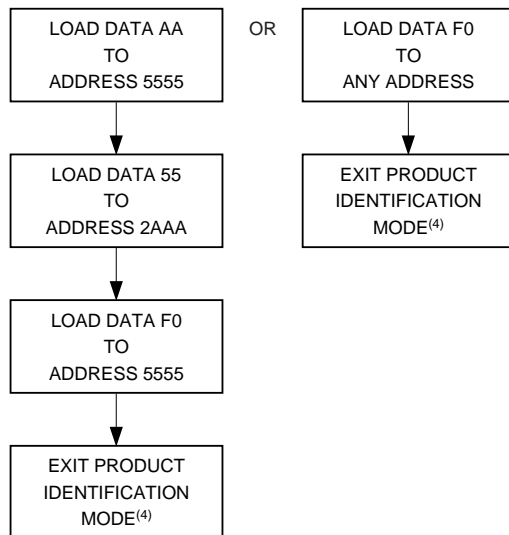 LOAD DATA AA
TO
ADDRESS 5555
LOAD DATA 55
TO
ADDRESS 2AAA
LOAD DATA F0
TO
ADDRESS 5555
EXIT PRODUCT
IDENTIFICATION
MODE(4)
OR
LOAD DATA F0
TO
ANY ADDRESS
EXIT PRODUCT
IDENTIFICATION
MODE(4)